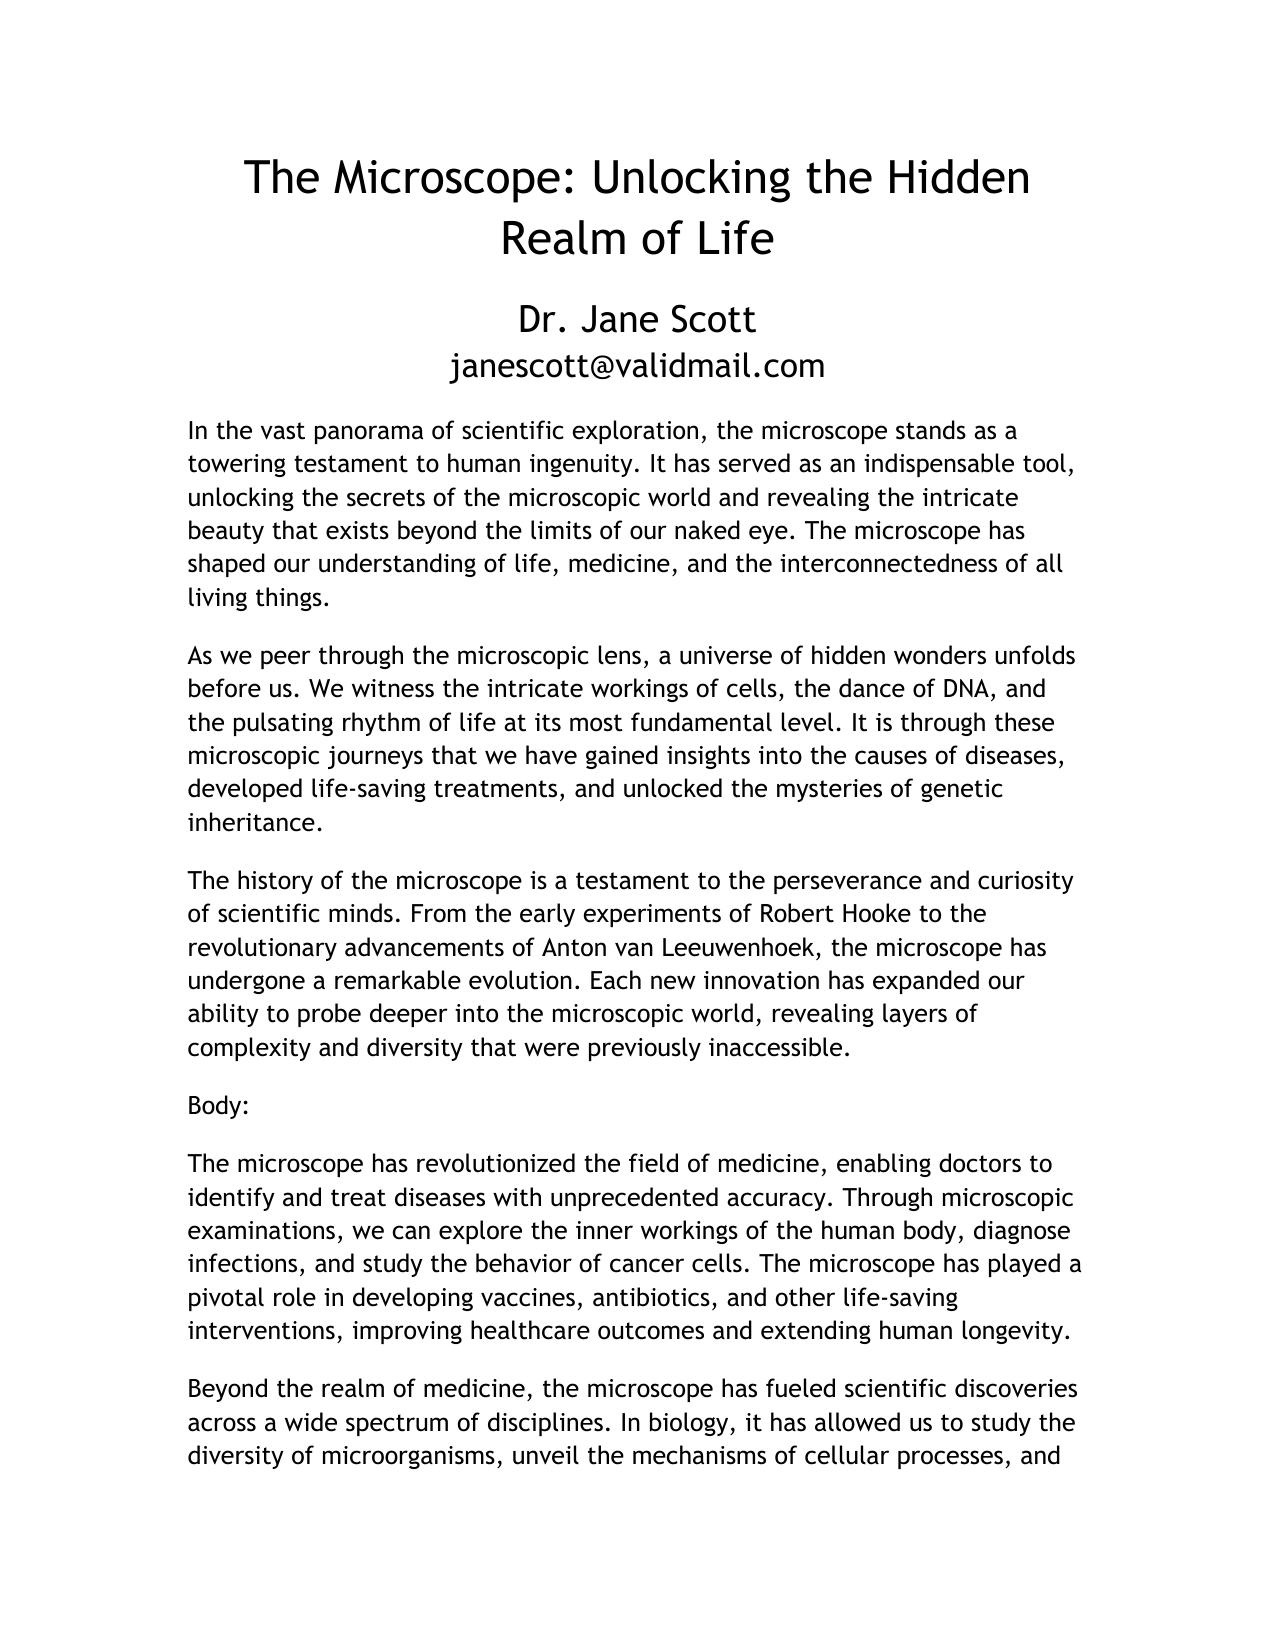 The Microscope: Unlocking the Hidden
Realm of Life
Dr. Jane Scott
janescott@validmail.com
In the vast panorama of scientific exploration, the microscope stands as a
towering testament to human ingenuity. It has served as an indispensable tool,
unlocking the secrets of the microscopic world and revealing the intricate
beauty that exists beyond the limits of our naked eye. The microscope has
shaped our understanding of life, medicine, and the interconnectedness of all
living things.
As we peer through the microscopic lens, a universe of hidden wonders unfolds
before us. We witness the intricate workings of cells, the dance of DNA, and
the pulsating rhythm of life at its most fundamental level. It is through these
microscopic journeys that we have gained insights into the causes of diseases,
developed life-saving treatments, and unlocked the mysteries of genetic
inheritance.
The history of the microscope is a testament to the perseverance and curiosity
of scientific minds. From the early experiments of Robert Hooke to the
revolutionary advancements of Anton van Leeuwenhoek, the microscope has
undergone a remarkable evolution. Each new innovation has expanded our
ability to probe deeper into the microscopic world, revealing layers of
complexity and diversity that were previously inaccessible.
Body:
The microscope has revolutionized the field of medicine, enabling doctors to
identify and treat diseases with unprecedented accuracy. Through microscopic
examinations, we can explore the inner workings of the human body, diagnose
infections, and study the behavior of cancer cells. The microscope has played a
pivotal role in developing vaccines, antibiotics, and other life-saving
interventions, improving healthcare outcomes and extending human longevity.
Beyond the realm of medicine, the microscope has fueled scientific discoveries
across a wide spectrum of disciplines. In biology, it has allowed us to study the
diversity of microorganisms, unveil the mechanisms of cellular processes, and